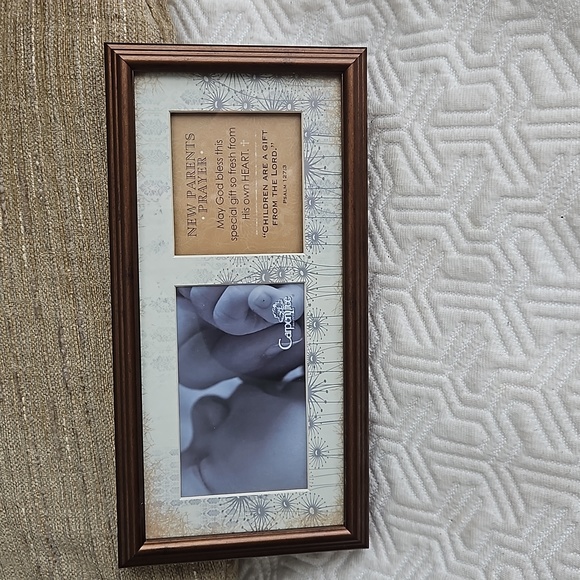 NEW PARENTS
• PRAYER •
May God bless this
special gift so fresh from
His own HEART. †
"CHILDREN ARE A GIFT
FROM THE LORD."
PSALM 127:3
Carpentree